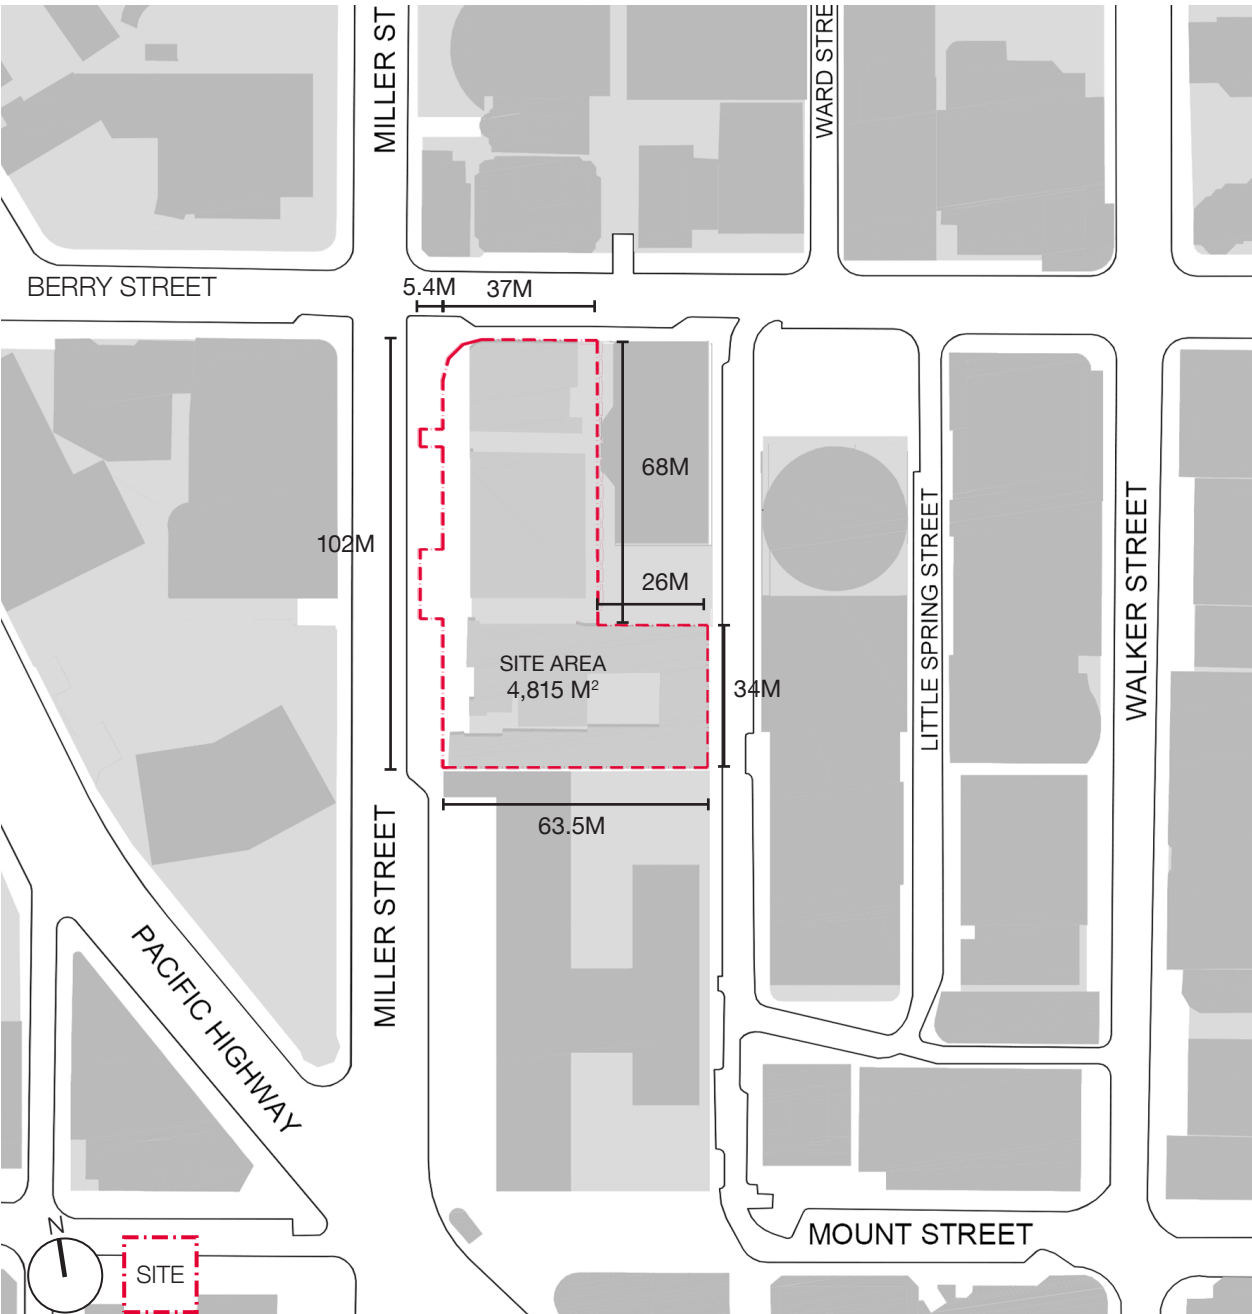 MILLER ST
WARD STRE
BERRY STREET
5.4M
37M
68M
102M
26M
SITE AREA
4,815 M²
34M
LITTLE SPRING STREET
WALKER STREET
63.5M
MILLER STREET
PACIFIC HIGHWAY
MOUNT STREET
N
SITE